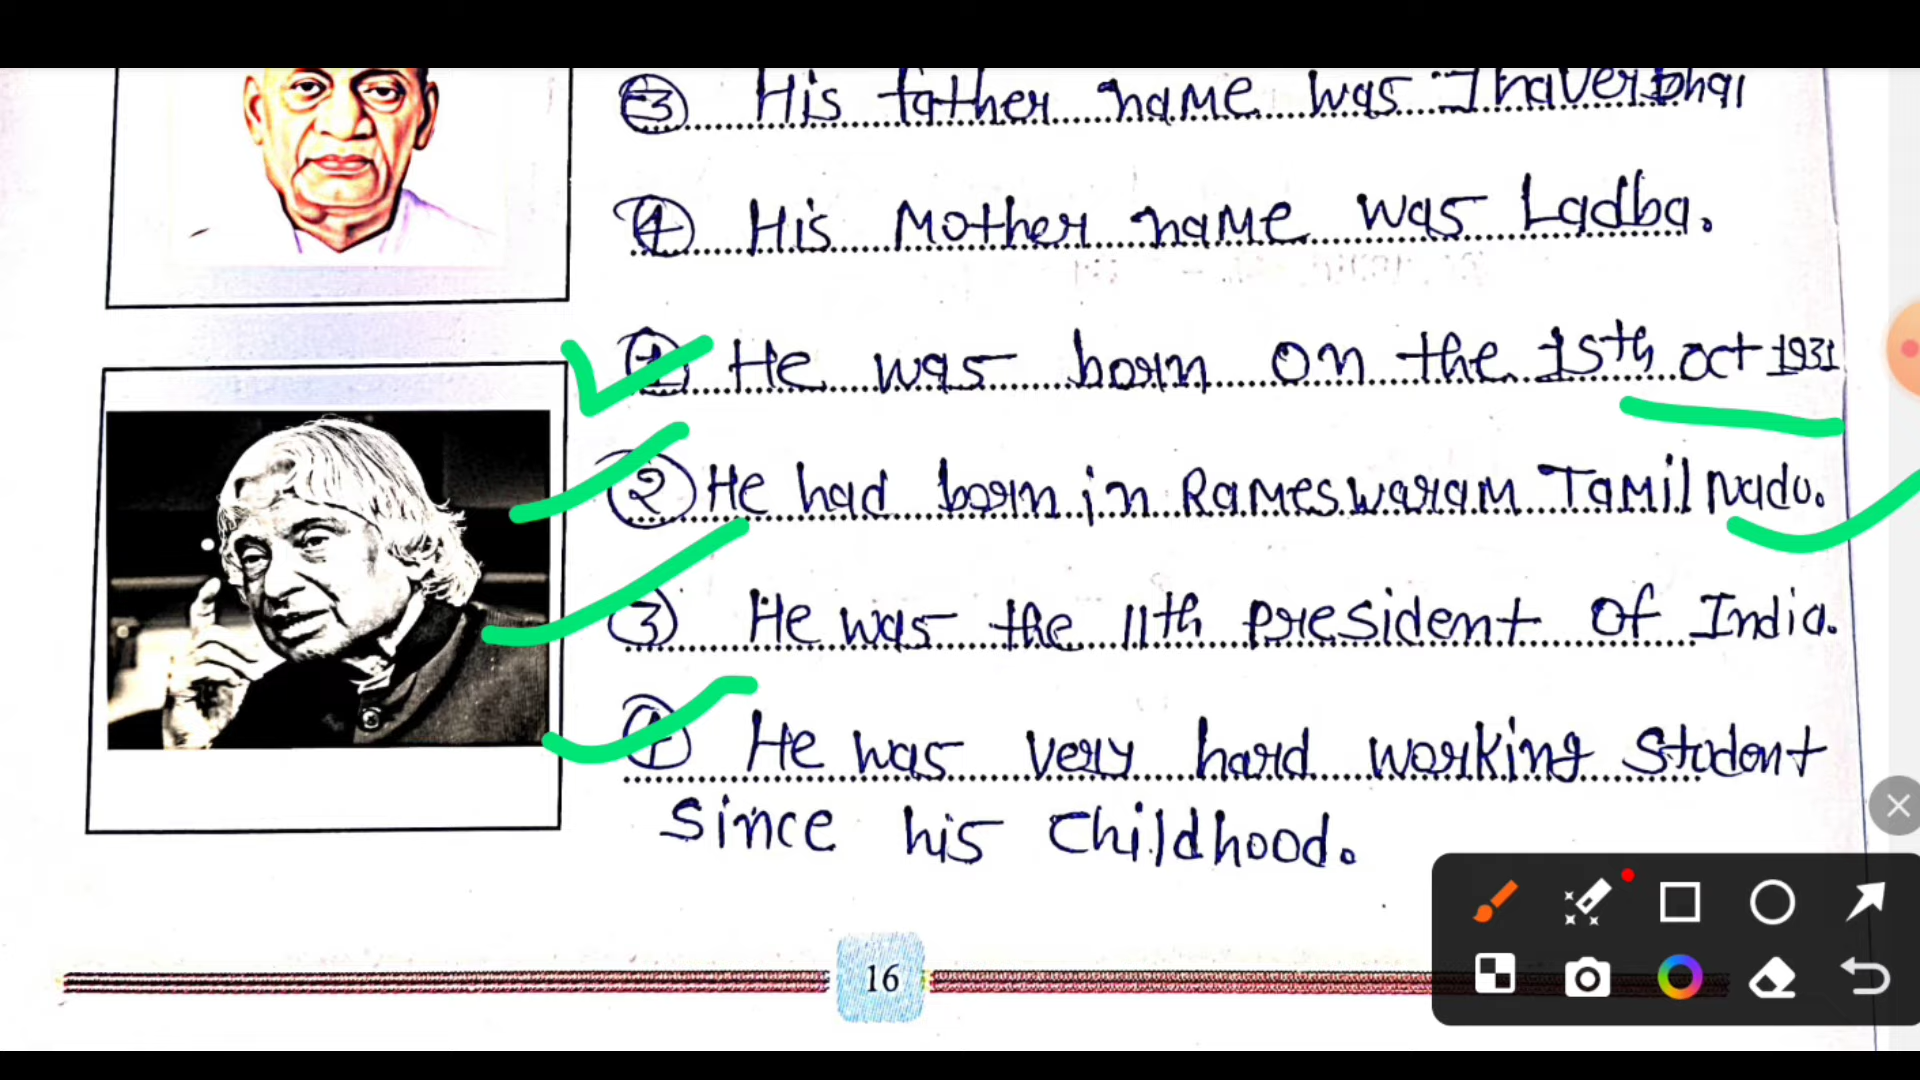 ③ His father name was Jhaverbhai
④ His Mother name was Ladba.
① He was born on the 15th oct 1931
② He had born in Rameswaram Tamil Nadu.
③ He was the 11th president of India.
④ He was very hard working Student
Since his Childhood.
16